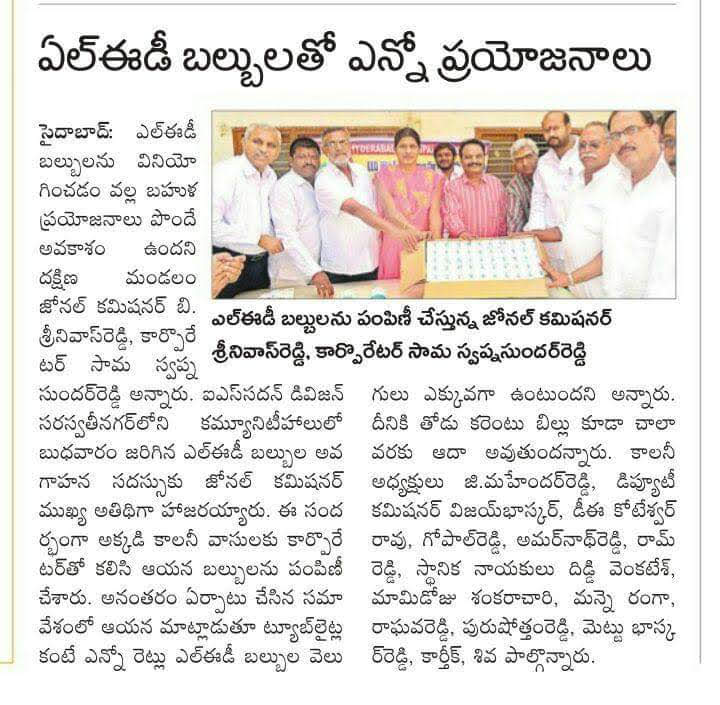 ఏల్ఈడీ బల్బులతో ఎన్నో ప్రయోజనాలు
సైదాబాద్: ఎల్ఈడీ
బల్బులను వినియో
గించడం వల్ల బహుళ
ప్రయోజనాలు పొందే
అవకాశం ఉందని
దక్షిణ మండలం
జోనల్ కమిషనర్ బి.
శ్రీనివాస్‌రెడ్డి, కార్పొరే
టర్ సామ స్వప్న
సుందర్‌రెడ్డి అన్నారు. ఐఎస్‌సదన్ డివిజన్
సరస్వతీనగర్‌లోని కమ్యూనిటీహాలులో
బుధవారం జరిగిన ఎల్ఈడీ బల్బుల అవ
గాహన సదస్సుకు జోనల్ కమిషనర్
ముఖ్య అతిథిగా హాజరయ్యారు. ఈ సంద
ర్భంగా అక్కడి కాలనీ వాసులకు కార్పొరే
టర్‌తో కలిసి ఆయన బల్బులను పంపిణీ
చేశారు. అనంతరం ఏర్పాటు చేసిన సమా
వేశంలో ఆయన మాట్లాడుతూ ట్యూబ్‌లైట్ల
కంటే ఎన్నో రెట్లు ఎల్ఈడీ బల్బుల వెలు
HYDERABAD
LED
ఎల్ఈడీ బల్బులను పంపిణీ చేస్తున్న జోనల్ కమిషనర్
శ్రీనివాస్‌రెడ్డి, కార్పొరేటర్ సామ స్వప్నసుందర్‌రెడ్డి
గులు ఎక్కువగా ఉంటుందని అన్నారు.
దీనికి తోడు కరెంటు బిల్లు కూడా చాలా
వరకు ఆదా అవుతుందన్నారు. కాలనీ
అధ్యక్షులు జి.మహేందర్‌రెడ్డి, డిప్యూటీ
కమిషనర్ విజయ్‌భాస్కర్, డీఈ కోటేశ్వర్
రావు, గోపాల్‌రెడ్డి, అమర్‌నాథ్‌రెడ్డి, రామ్
రెడ్డి, స్థానిక నాయకులు దిడ్డి వెంకటేశ్,
మామిడోజు శంకరాచారి, మన్నె రంగా,
రాఘవరెడ్డి, పురుషోత్తంరెడ్డి, మెట్టు భాస్క
ర్‌రెడ్డి, కార్తీక్, శివ పాల్గొన్నారు.